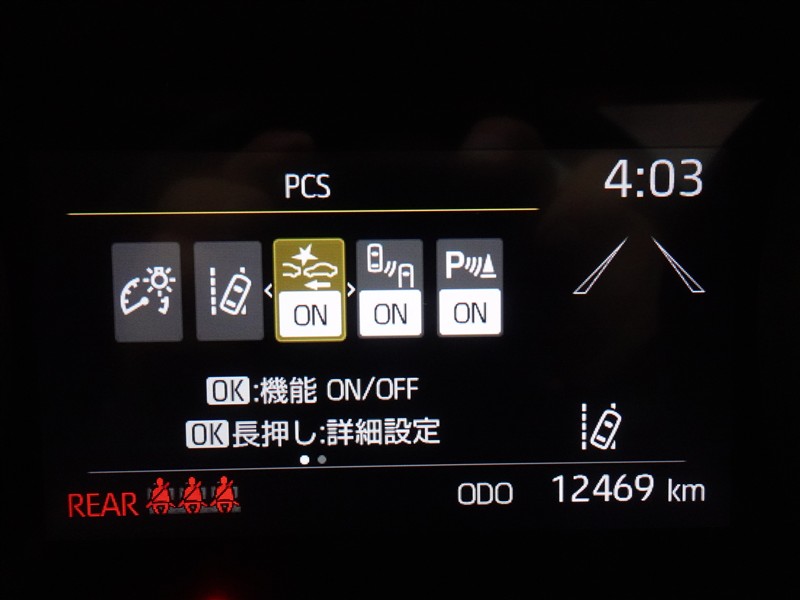 PCS
4:03
ON ON P ON
OK:機能 ON/OFF
OK長押し:詳細設定
REAR ODO 12469 km